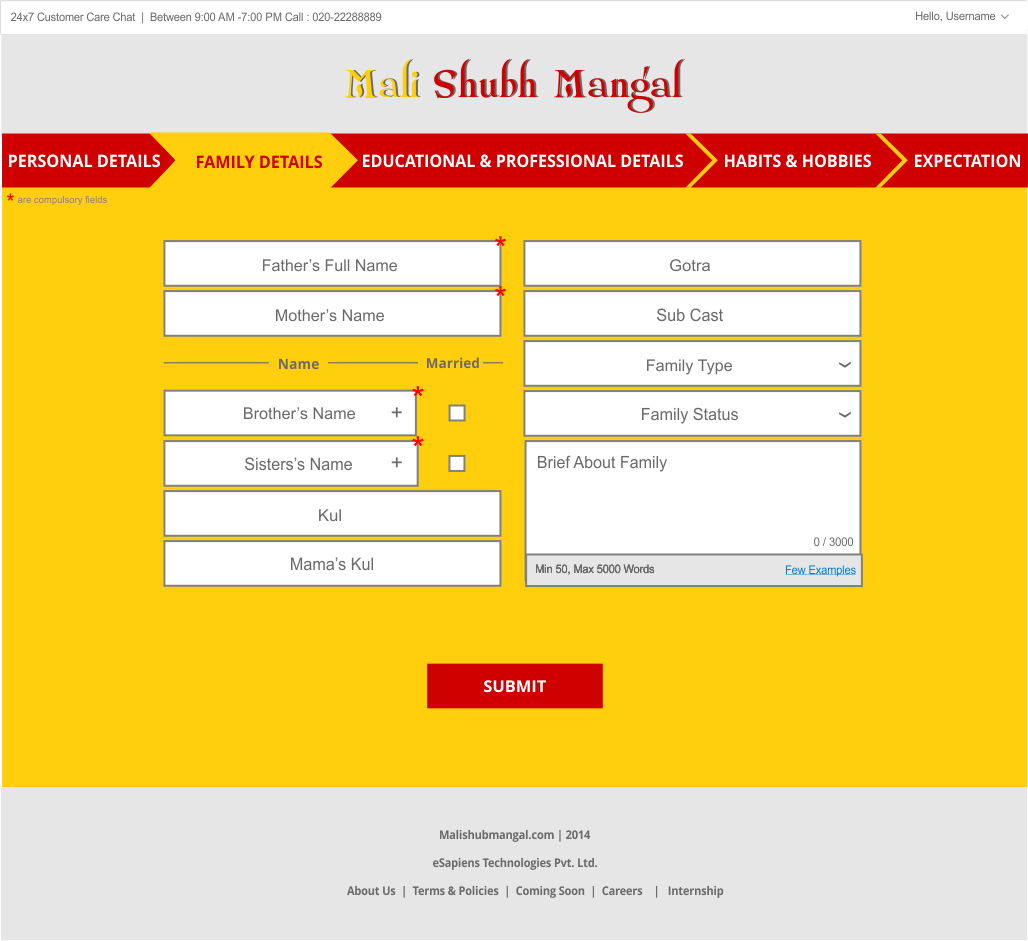 24x7 Customer Care Chat | Between 9:00 AM -7:00 PM Call : 020-22288889
Hello, Username
Mali Shubh Mangal
PERSONAL DETAILS
FAMILY DETAILS
EDUCATIONAL & PROFESSIONAL DETAILS
HABITS & HOBBIES
EXPECTATION
* are compulsory fields
Father's Full Name *
Mother's Name *
Name
Married
Brother's Name + *
Sisters's Name + *
Kul
Mama's Kul
Gotra
Sub Cast
Family Type
Family Status
Brief About Family
0 / 3000
Min 50, Max 5000 Words
Few Examples
SUBMIT
Malishubmangal.com | 2014
eSapiens Technologies Pvt. Ltd.
About Us | Terms & Policies | Coming Soon | Careers | Internship